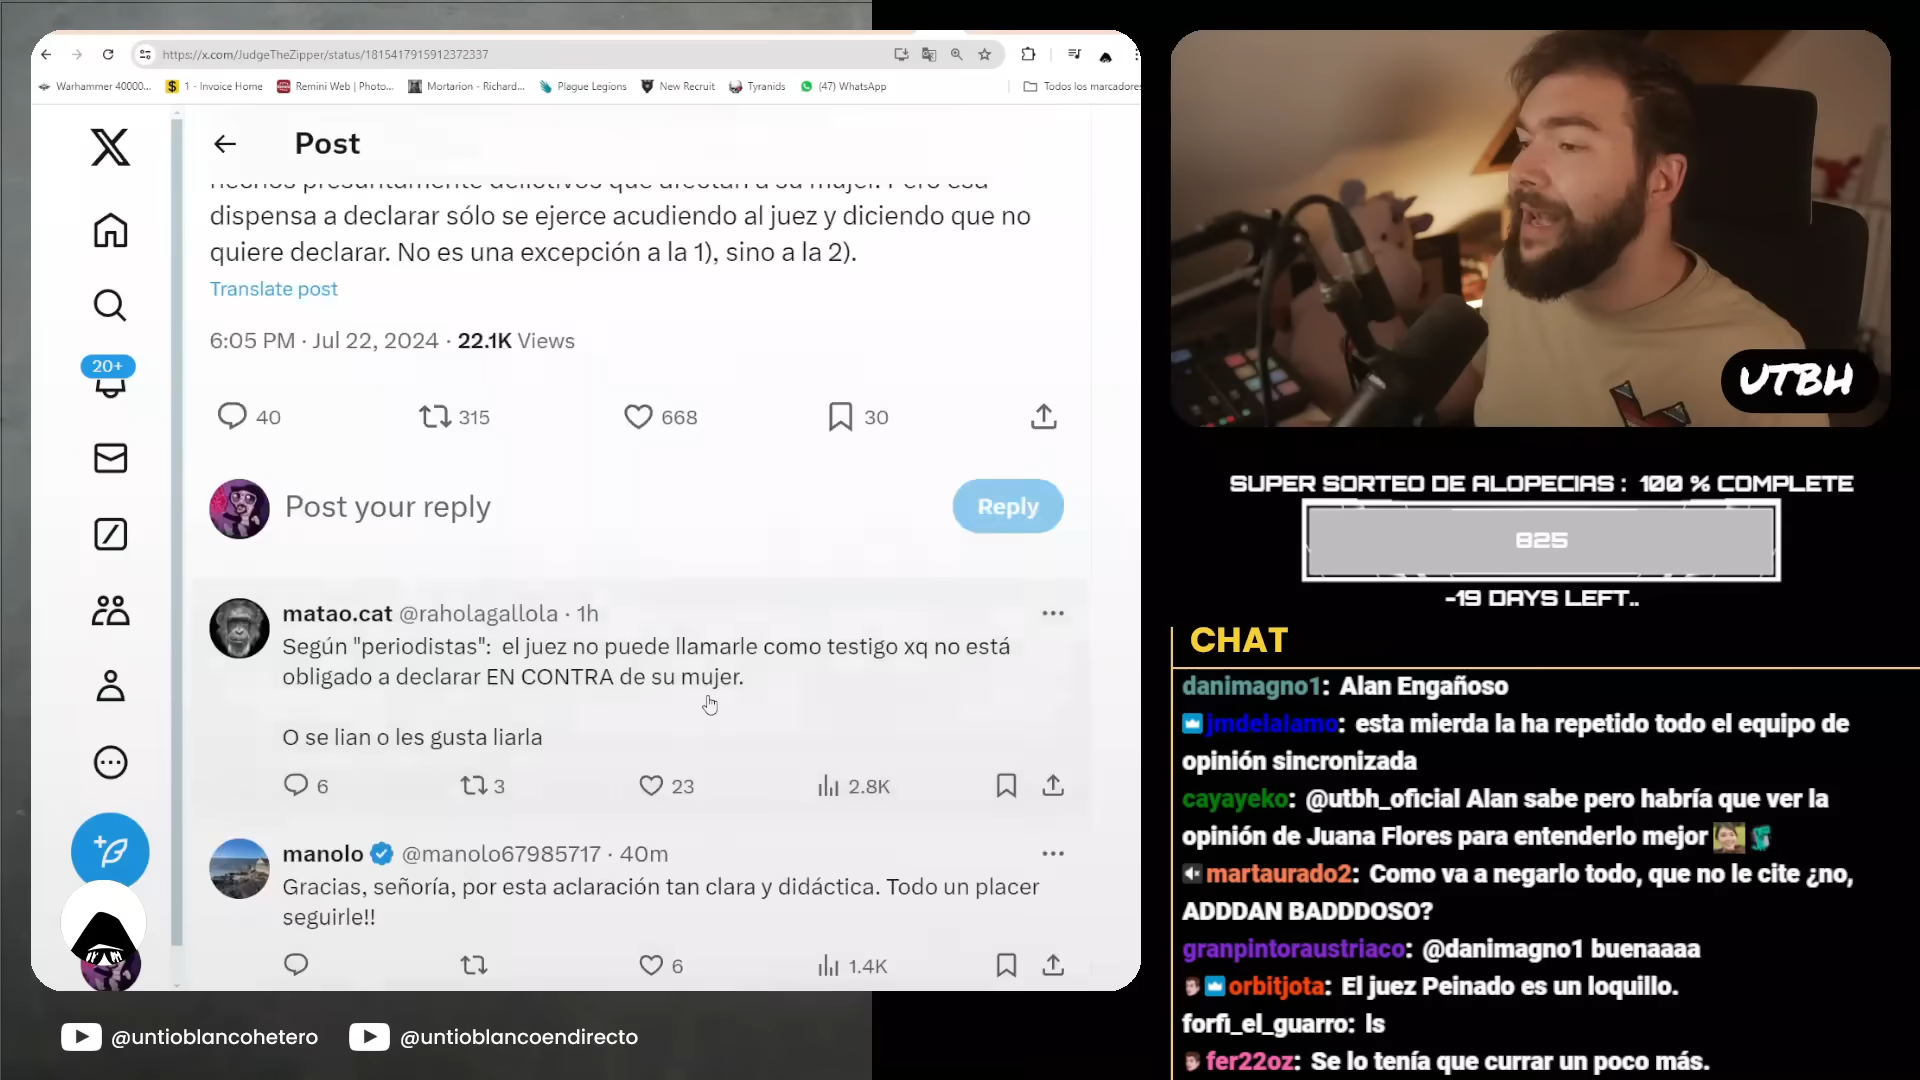 https://x.com/JudgeTheZipper/status/1815417915912372337
Warhammer 40000...
1 - Invoice Home
Remini Web | Photo...
Mortarion - Richard...
Plague Legions
New Recruit
Tyranids
(47) WhatsApp
Todos los marcadores
Post
hechos presuntamente delictivos que afectan a su mujer. Pero esa
dispensa a declarar sólo se ejerce acudiendo al juez y diciendo que no
quiere declarar. No es una excepción a la 1), sino a la 2).
Translate post
6:05 PM · Jul 22, 2024 · 22.1K Views
40
315
668
30
20+
Post your reply
Reply
matao.cat @raholagallola · 1h
Según "periodistas": el juez no puede llamarle como testigo xq no está
obligado a declarar EN CONTRA de su mujer.
O se lian o les gusta liarla
6
3
23
2.8K
manolo @manolo67985717 · 40m
Gracias, señoría, por esta aclaración tan clara y didáctica. Todo un placer
seguirle!!
6
1.4K
@untioblancohetero
@untioblancoendirecto
UTBH
SUPER SORTEO DE ALOPECIAS : 100 % COMPLETE
825
-19 DAYS LEFT..
CHAT
danimagno1: Alan Engañoso
jmdelalamo: esta mierda la ha repetido todo el equipo de
opinión sincronizada
cayayeko: @utbh_oficial Alan sabe pero habría que ver la
opinión de Juana Flores para entenderlo mejor
martaurado2: Como va a negarlo todo, que no le cite ¿no,
ADDDAN BADDDOSO?
granpintoraustriaco: @danimagno1 buenaaaa
orbitjota: El juez Peinado es un loquillo.
forfi_el_guarro: ls
fer22oz: Se lo tenía que currar un poco más.